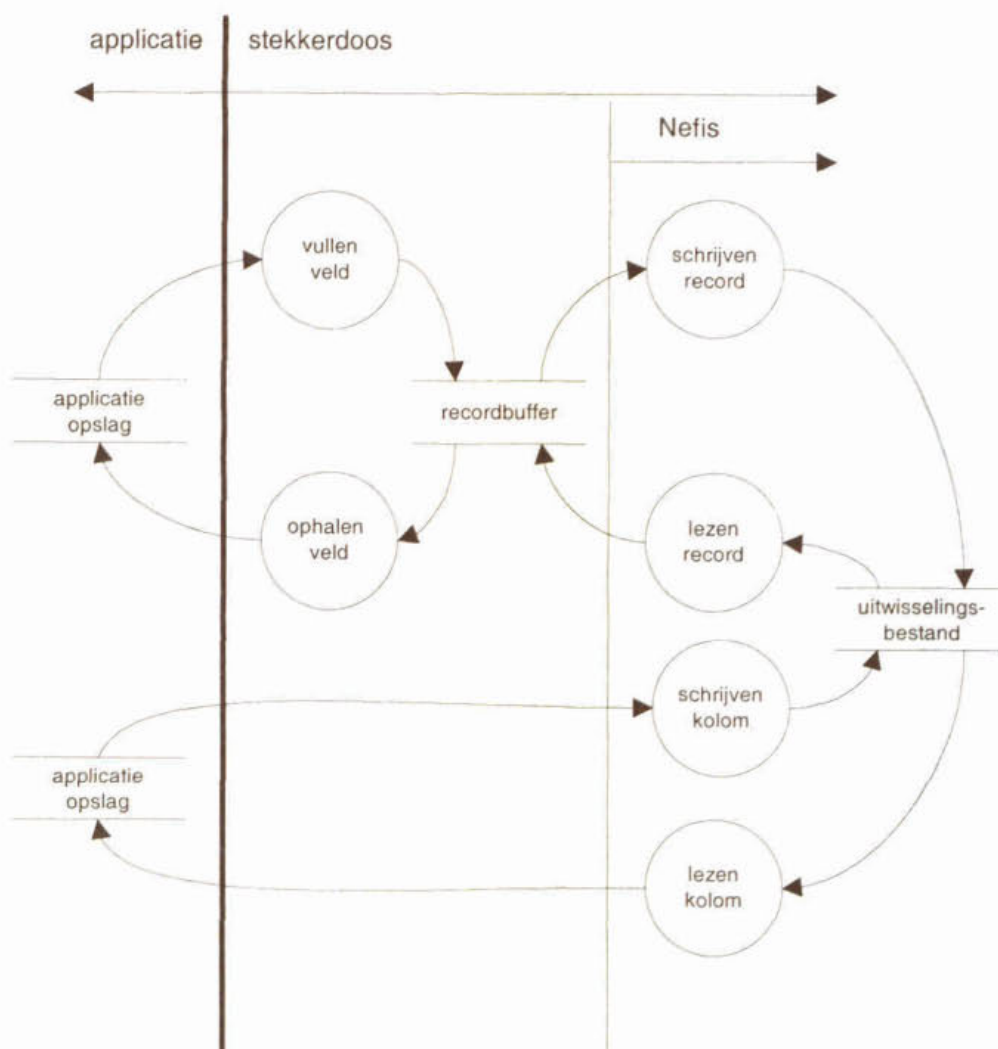 applicatie
stekkerdoos
Nefis
vullen
veld
schrijven
record
applicatie
opslag
recordbuffer
ophalen
veld
lezen
record
uitwisselings-
bestand
schrijven
kolom
applicatie
opslag
lezen
kolom